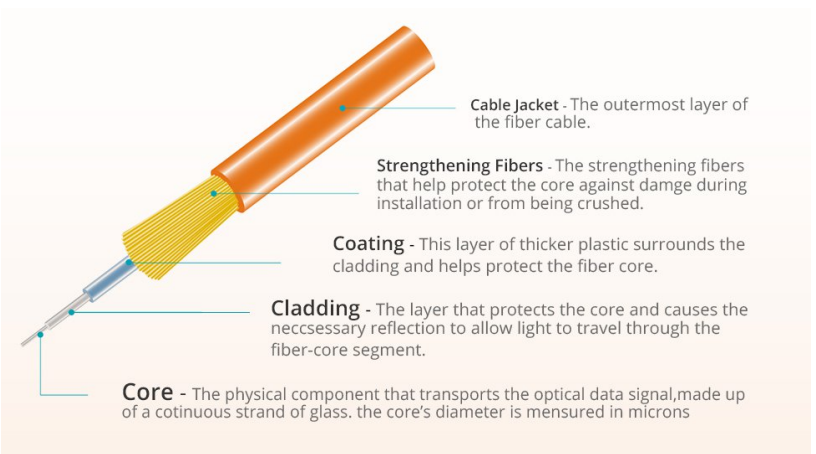 Cable Jacket - The outermost layer of
the fiber cable.
Strengthening Fibers - The strengthening fibers
that help protect the core against damge during
installation or from being crushed.
Coating - This layer of thicker plastic surrounds the
cladding and helps protect the fiber core.
Cladding - The layer that protects the core and causes the
neccsessary reflection to allow light to travel through the
fiber-core segment.
Core - The physical component that transports the optical data signal,made up
of a cotinuous strand of glass. the core's diameter is mensured in microns